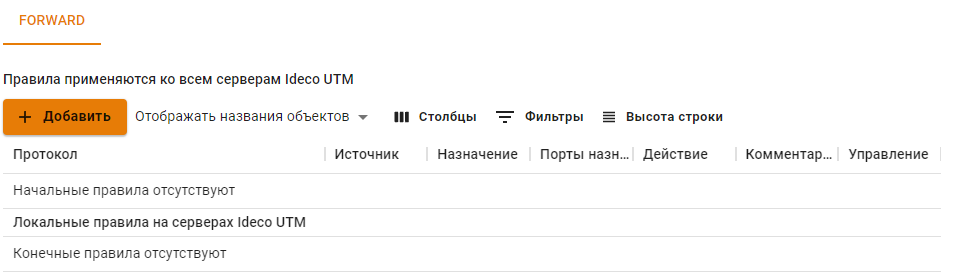 FORWARD
Правила применяются ко всем серверам Ideco UTM
+ Добавить Отображать названия объектов Столбцы Фильтры Высота строки
Протокол Источник Назначение Порты назн... Действие Комментар... Управление
Начальные правила отсутствуют
Локальные правила на серверах Ideco UTM
Конечные правила отсутствуют